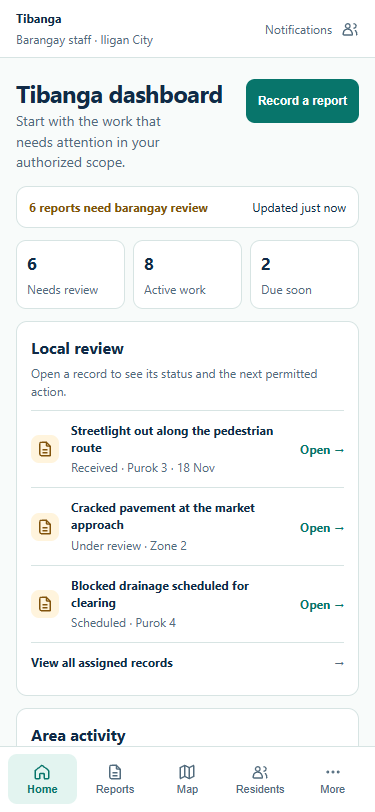 Tibanga
Barangay staff · Iligan City
Notifications
Tibanga dashboard
Record a report
Start with the work that
needs attention in your
authorized scope.
6 reports need barangay review
Updated just now
6
Needs review
8
Active work
2
Due soon
Local review
Open a record to see its status and the next permitted
action.
Streetlight out along the pedestrian
route
Received · Purok 3 · 18 Nov
Open →
Cracked pavement at the market
approach
Under review · Zone 2
Open →
Blocked drainage scheduled for
clearing
Scheduled · Purok 4
Open →
View all assigned records →
Area activity
Home
Reports
Map
Residents
More